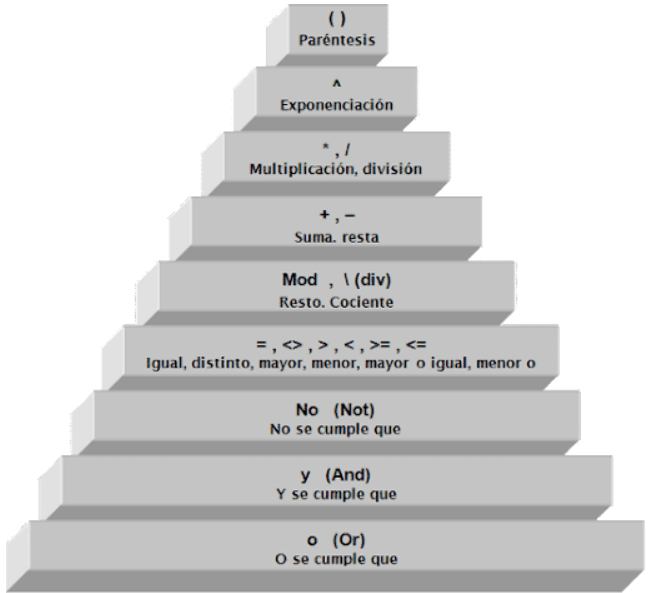 ( )
Paréntesis
^
Exponenciación
* , /
Multiplicación, división
+ , –
Suma. resta
Mod , \ (div)
Resto. Cociente
= , <> , > , < , >= , <=
Igual, distinto, mayor, menor, mayor o igual, menor o
No (Not)
No se cumple que
y (And)
Y se cumple que
o (Or)
O se cumple que